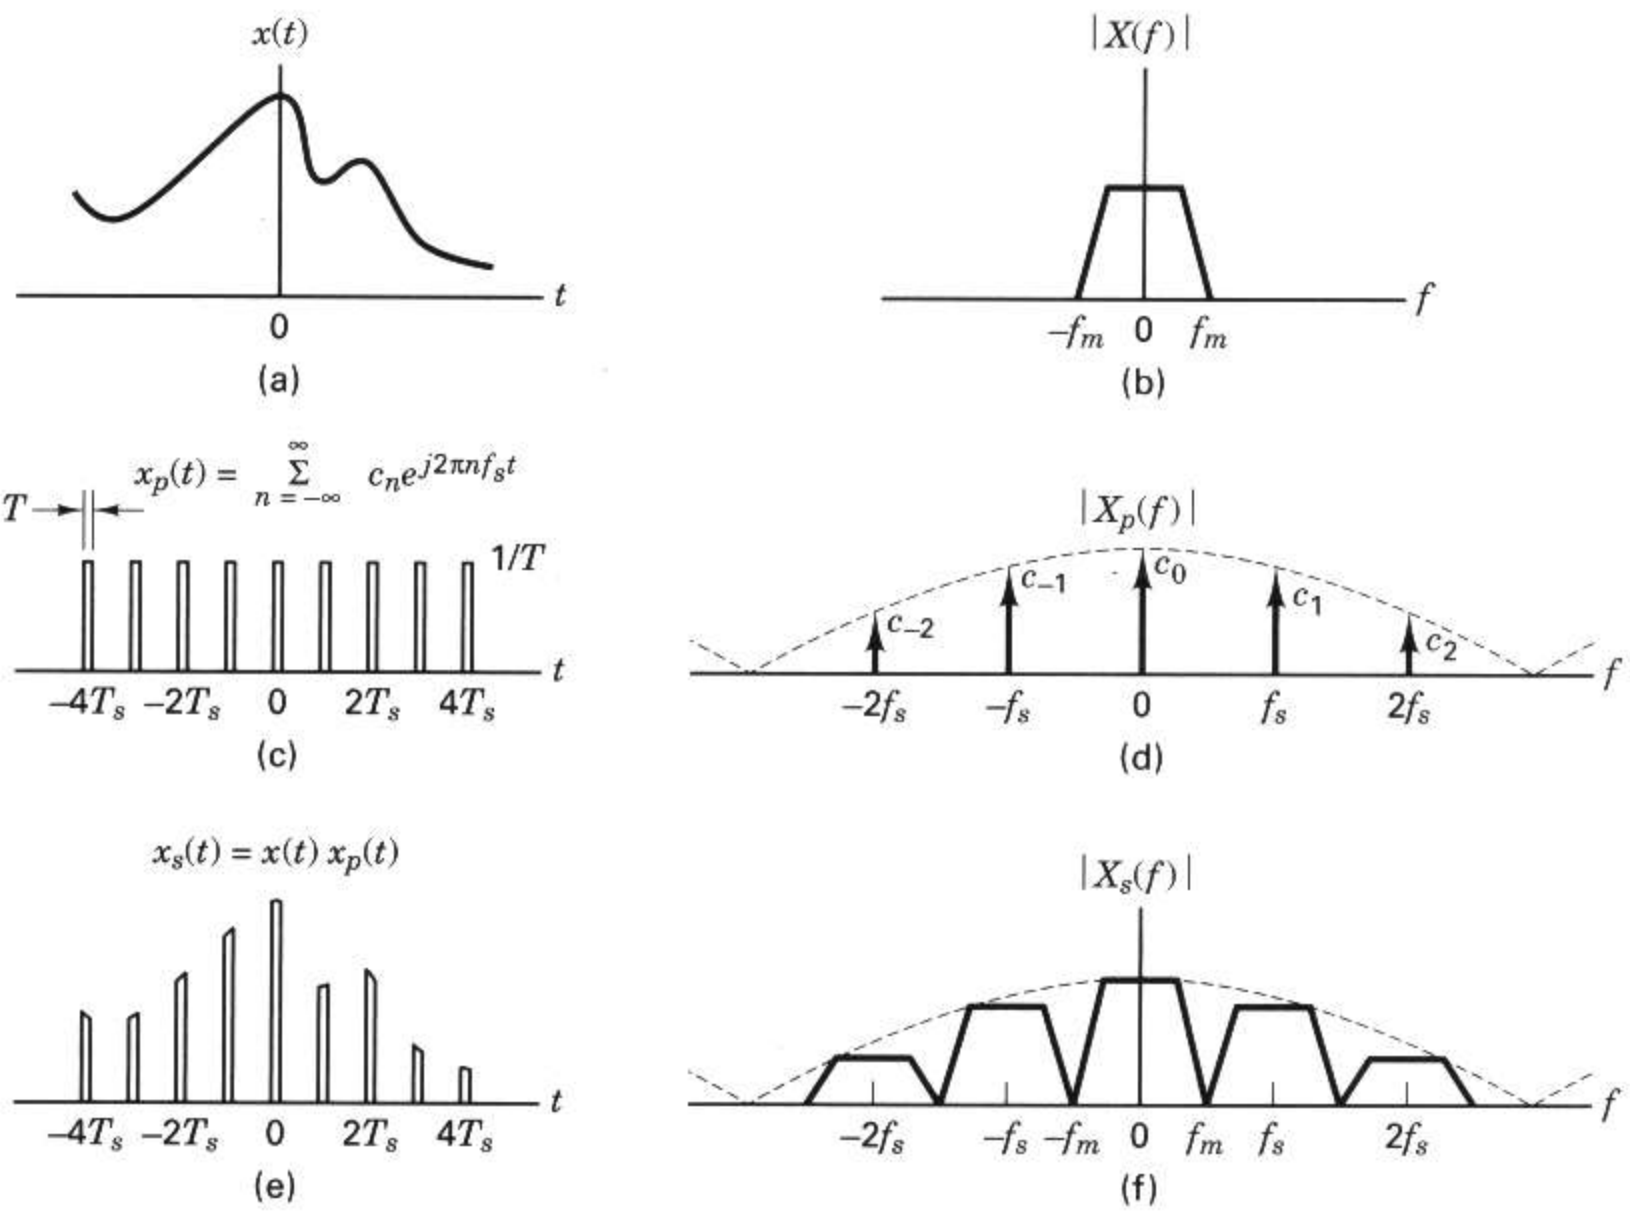 x(t)
t
0
(a)
|X(f)|
f
−fₘ 0 fₘ
(b)
xₚ(t) = ∞ Σ n = −∞ cₙe^{j2πnfₛt}
T
1/T
t
−4Tₛ −2Tₛ 0 2Tₛ 4Tₛ
(c)
|Xₚ(f)|
c₋₂ c₋₁ c₀ c₁ c₂
f
−2fₛ −fₛ 0 fₛ 2fₛ
(d)
xₛ(t) = x(t) xₚ(t)
t
−4Tₛ −2Tₛ 0 2Tₛ 4Tₛ
(e)
|Xₛ(f)|
f
−2fₛ −fₛ −fₘ 0 fₘ fₛ 2fₛ
(f)